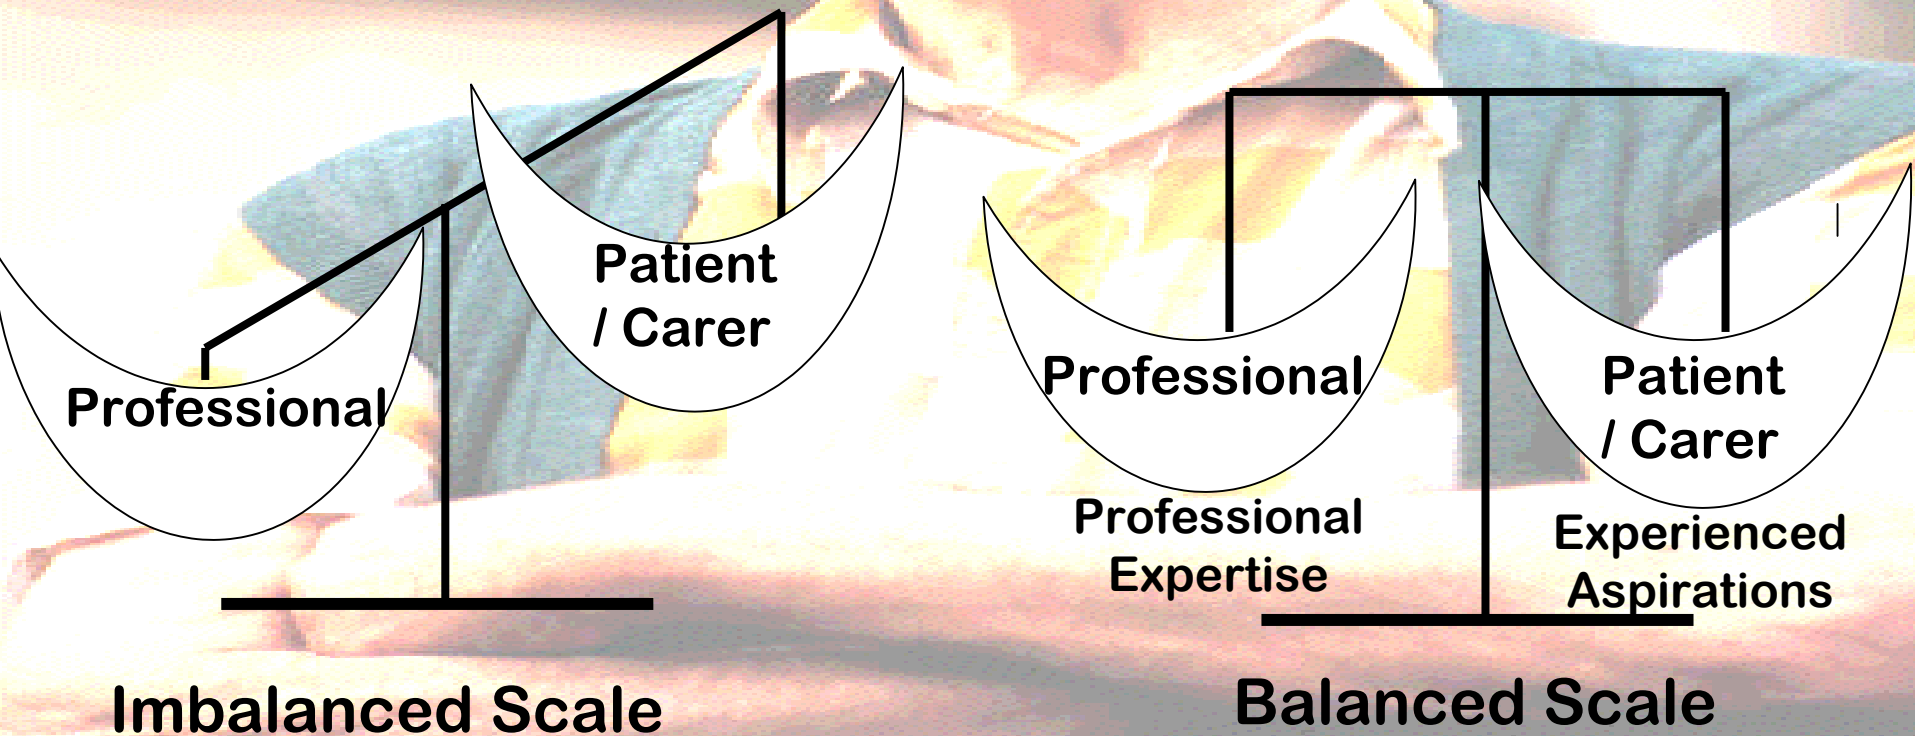 Professional
Patient
/ Carer
Imbalanced Scale
Professional
Patient
/ Carer
Professional
Expertise
Experienced
Aspirations
Balanced Scale